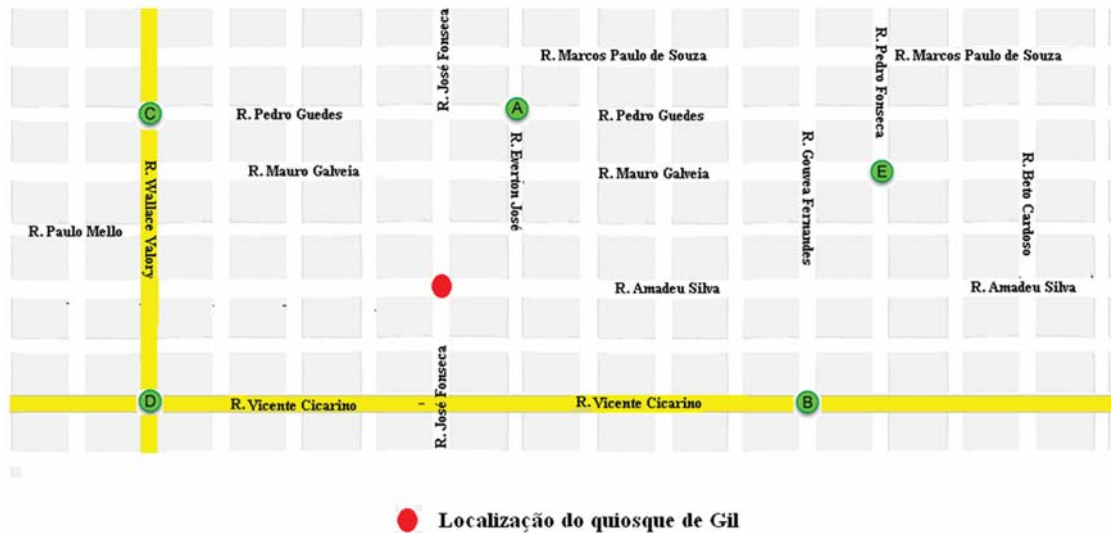 R. José Fonseca
R. Marcos Paulo de Souza
R. Pedro Fonseca
R. Marcos Paulo de Souza
C
R. Pedro Guedes
A
R. Pedro Guedes
R. Wallace Valory
R. Mauro Galveia
R. Everion José
R. Mauro Galveia
R. Gouvea Fernandes
E
R. Beto Cardoso
R. Paulo Mello
R. Amadeu Silva
R. Amadeu Silva
D
R. Vicente Cicarino
R. José Fonseca
R. Vicente Cicarino
B
Localização do quiosque de Gil